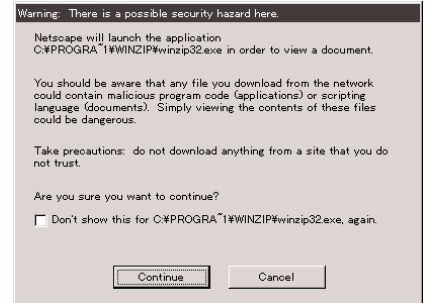 Warning: There is a possible security hazard here.
Netscape will launch the application
C:¥PROGRA~1¥WINZIP¥winzip32.exe in order to view a document.
You should be aware that any file you download from the network
could contain malicious program code (applications) or scripting
language (documents). Simply viewing the contents of these files
could be dangerous.
Take precautions: do not download anything from a site that you do
not trust.
Are you sure you want to continue?
Don't show this for C:¥PROGRA~1¥WINZIP¥winzip32.exe, again.
Continue
Cancel